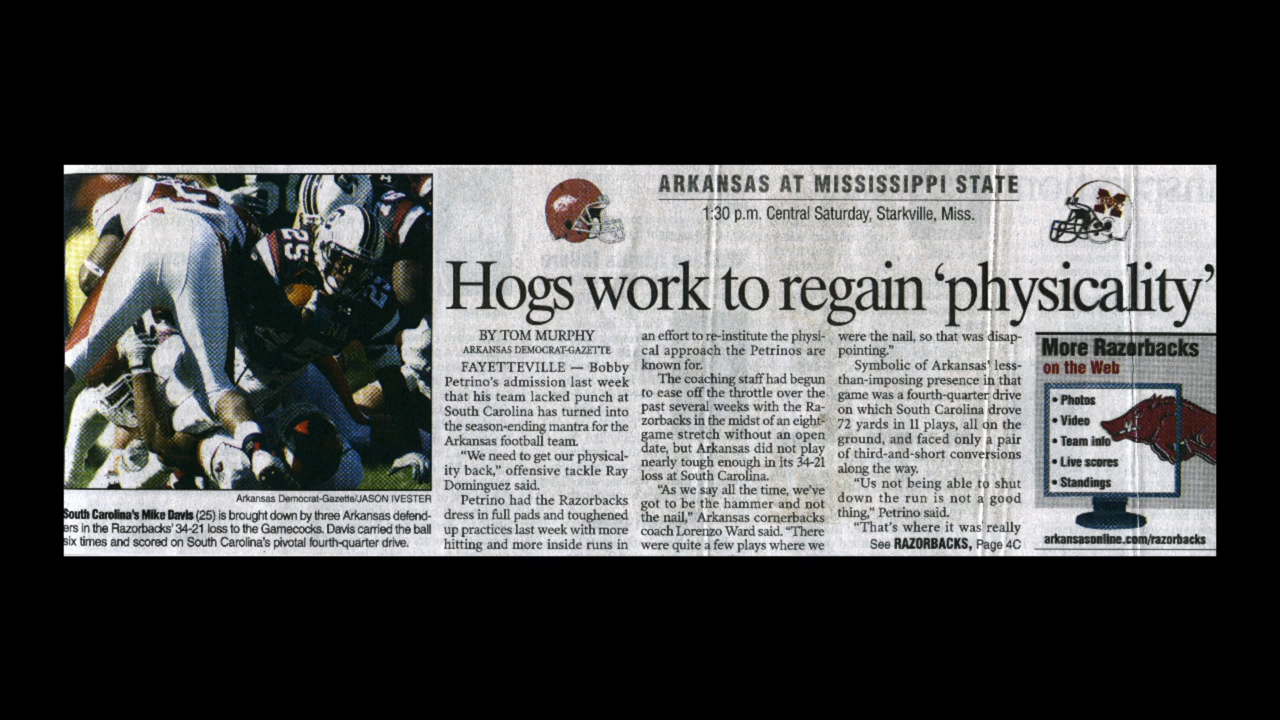 ARKANSAS AT MISSISSIPPI STATE
1:30 p.m. Central Saturday, Starkville, Miss.
M
Hogs work to regain ‘physicality’
25
Arkansas Democrat-Gazette/JASON IVESTER
South Carolina’s Mike Davis (25) is brought down by three Arkansas defend-
ers in the Razorbacks’ 34-21 loss to the Gamecocks. Davis carried the ball
six times and scored on South Carolina’s pivotal fourth-quarter drive.
BY TOM MURPHY
ARKANSAS DEMOCRAT-GAZETTE
FAYETTEVILLE — Bobby
Petrino’s admission last week
that his team lacked punch at
South Carolina has turned into
the season-ending mantra for the
Arkansas football team.
“We need to get our physical-
ity back,” offensive tackle Ray
Dominguez said.
Petrino had the Razorbacks
dress in full pads and toughened
up practices last week with more
hitting and more inside runs in
an effort to re-institute the physi-
cal approach the Petrinos are
known for.
The coaching staff had begun
to ease off the throttle over the
past several weeks with the Ra-
zorbacks in the midst of an eight-
game stretch without an open
date, but Arkansas did not play
nearly tough enough in its 34-21
loss at South Carolina.
“As we say all the time, we’ve
got to be the hammer and not
the nail,” Arkansas cornerbacks
coach Lorenzo Ward said. “There
were quite a few plays where we
were the nail, so that was disap-
pointing.”
Symbolic of Arkansas’ less-
than-imposing presence in that
game was a fourth-quarter drive
on which South Carolina drove
72 yards in 11 plays, all on the
ground, and faced only a pair
of third-and-short conversions
along the way.
“Us not being able to shut
down the run is not a good
thing,” Petrino said.
“That’s where it was really
See RAZORBACKS, Page 4C
More Razorbacks
on the Web
• Photos
• Video
• Team info
• Live scores
• Standings
arkansasonline.com/razorbacks